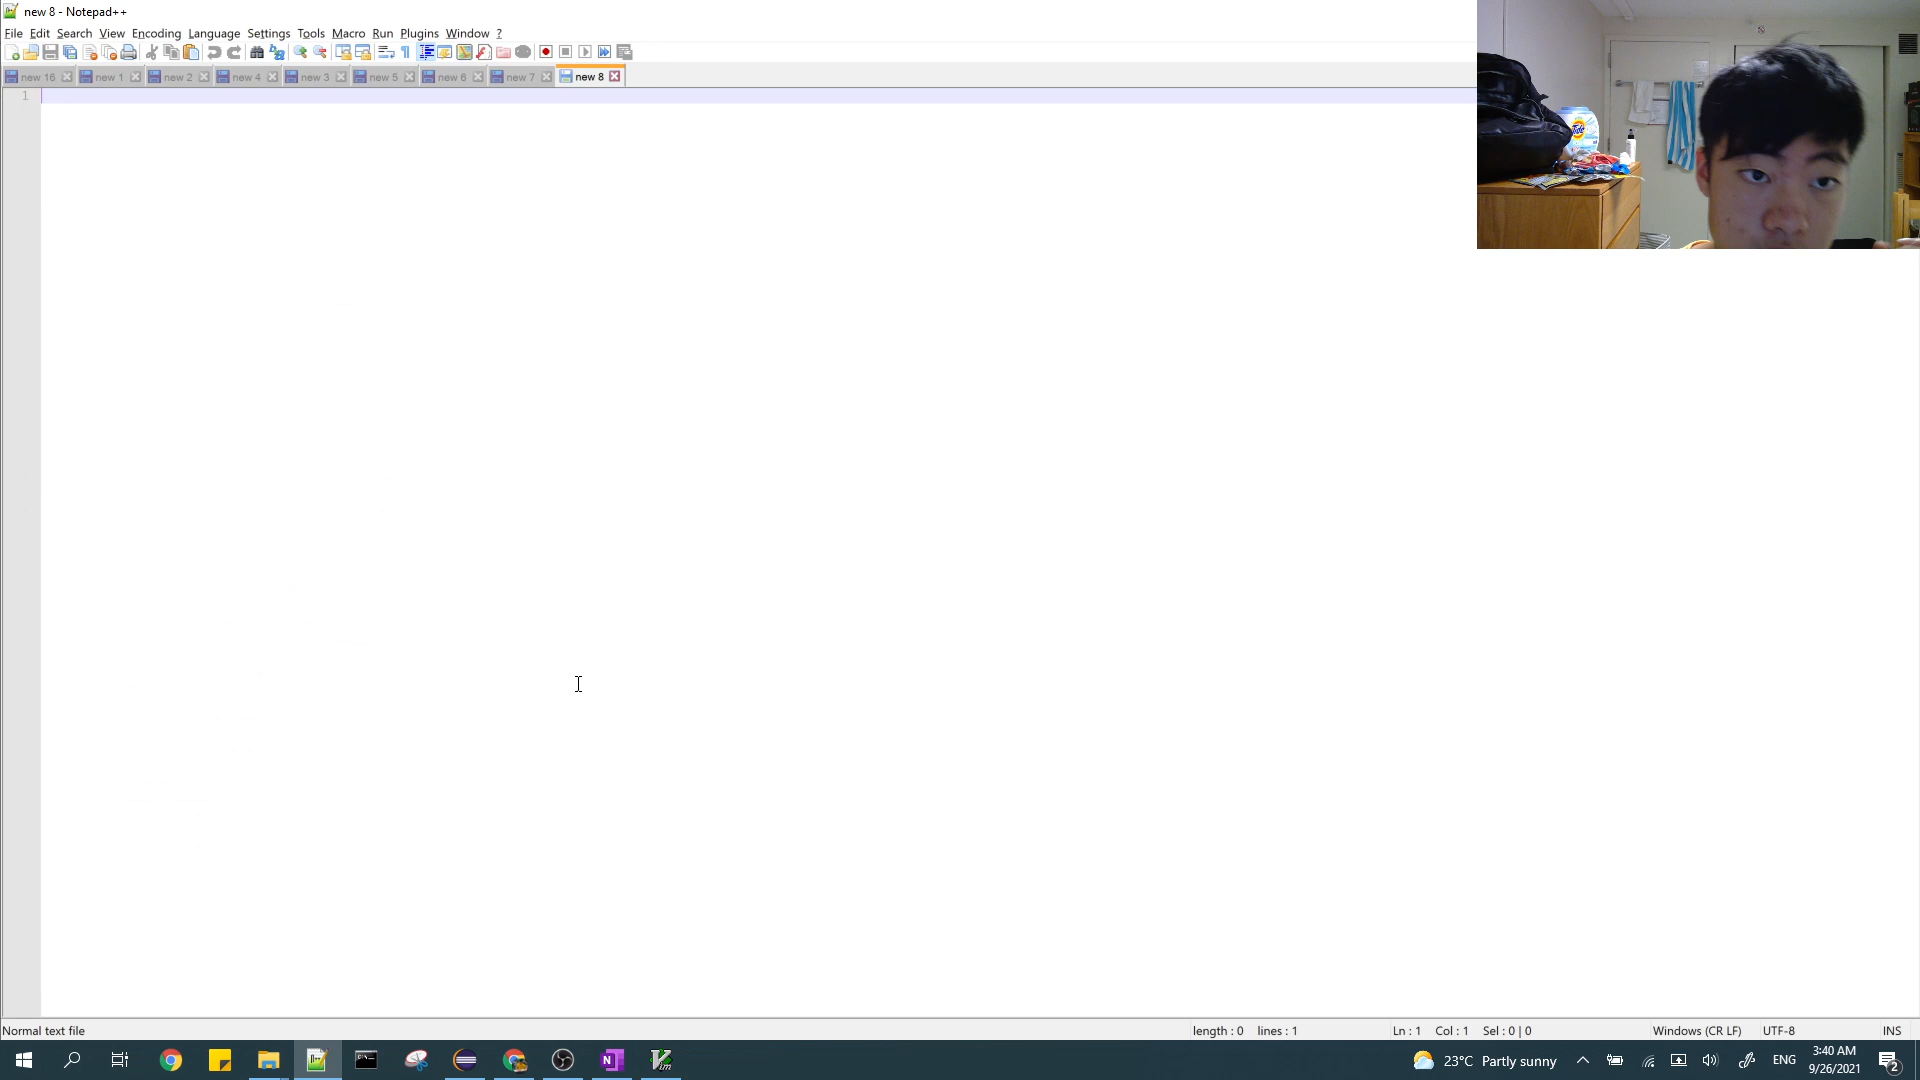 new 8 - Notepad++
File Edit Search View Encoding Language Settings Tools Macro Run Plugins Window ?
new 16 new 1 new 2 new 4 new 3 new 5 new 6 new 7 new 8
1
Tide
Normal text file length : 0 lines : 1 Ln : 1 Col : 1 Sel : 0 | 0 Windows (CR LF) UTF-8 INS
23°C Partly sunny ENG 3:40 AM
9/26/2021
2